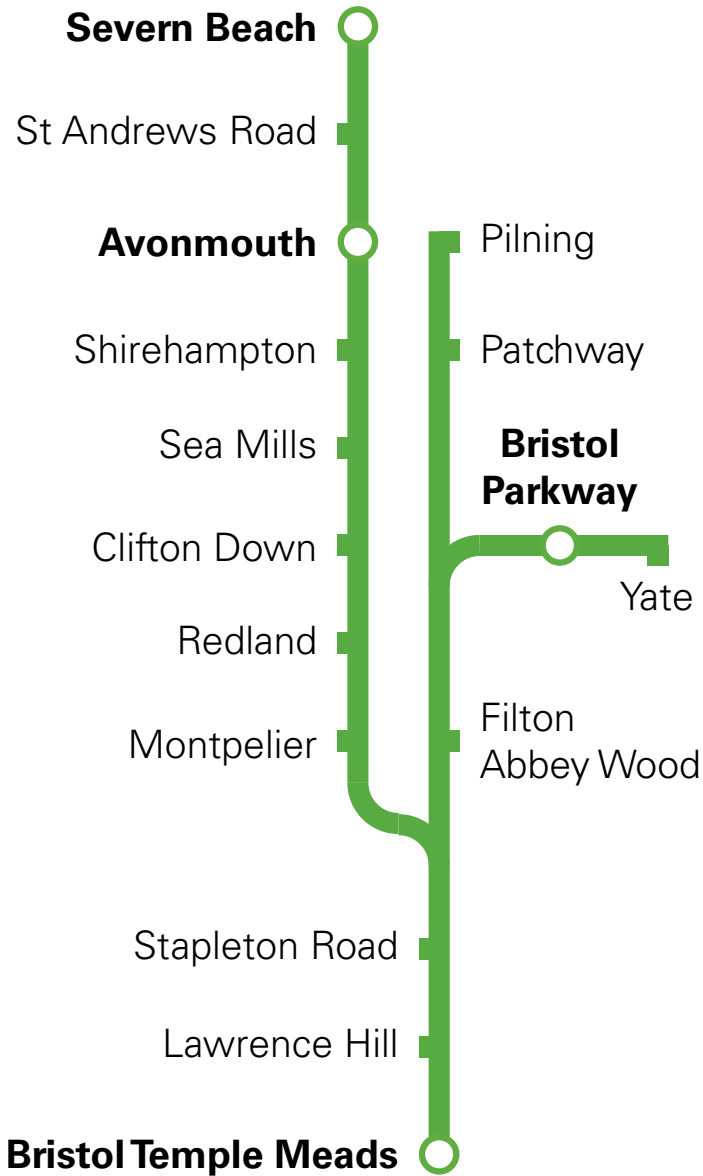 Severn Beach
St Andrews Road
Avonmouth
Pilning
Shirehampton
Patchway
Sea Mills
Bristol
Parkway
Clifton Down
Yate
Redland
Montpelier
Filton
Abbey Wood
Stapleton Road
Lawrence Hill
Bristol Temple Meads